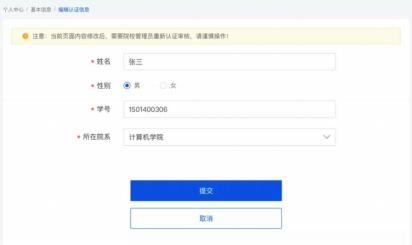 个人中心 / 基本信息 / 编辑认证信息
注意：当前页面内容修改后，需要院校管理员重新认证审核，请谨慎操作！
* 姓名 张三
* 性别 男 女
* 学号 1501400306
* 所在院系 计算机学院
提交
取消